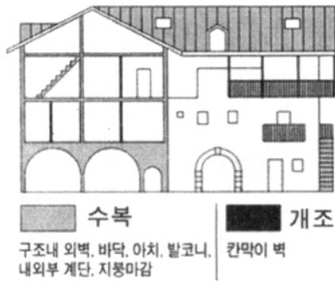 수복
구조내 외벽, 바닥, 아치, 발코니,
내외부 계단, 지붕마감
개조
칸막이 벽